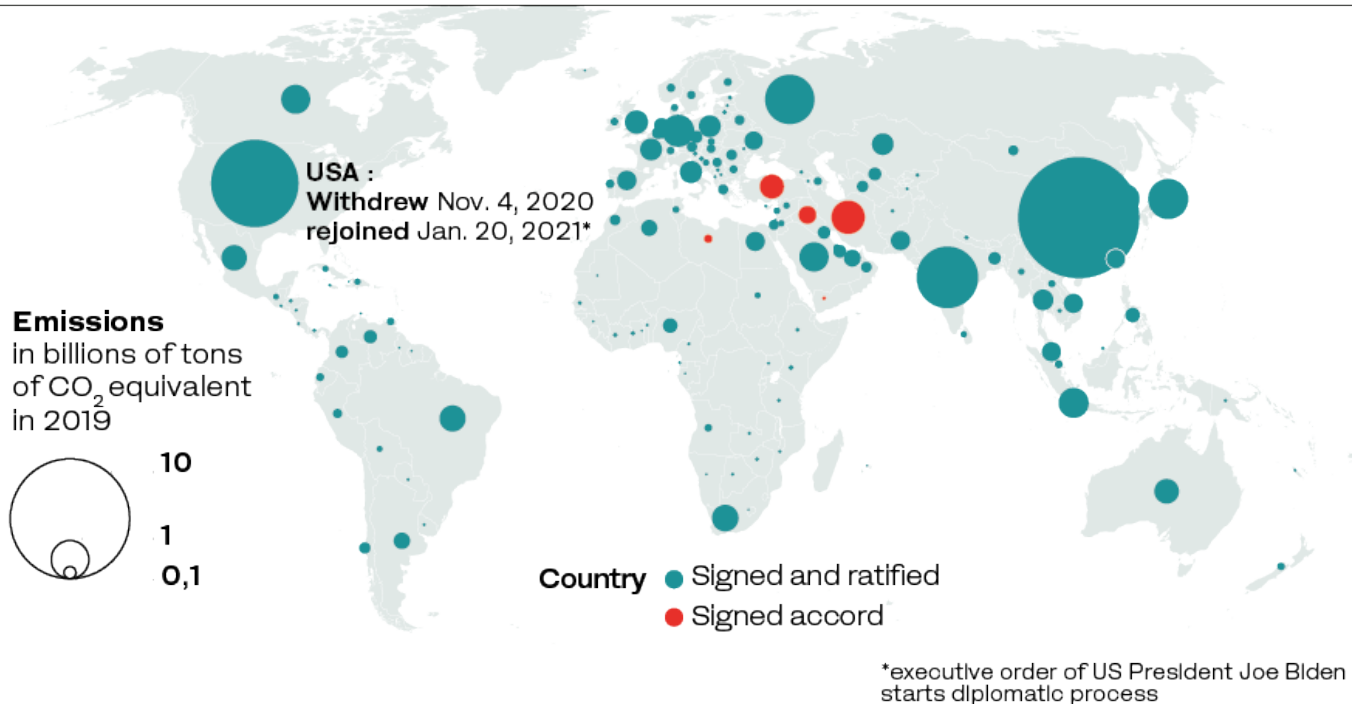 USA :
Withdrew Nov. 4, 2020
rejoined Jan. 20, 2021*
Emissions
in billions of tons
of CO₂ equivalent
in 2019
10
1
0,1
Country
Signed and ratified
Signed accord
*executive order of US President Joe Biden
starts diplomatic process